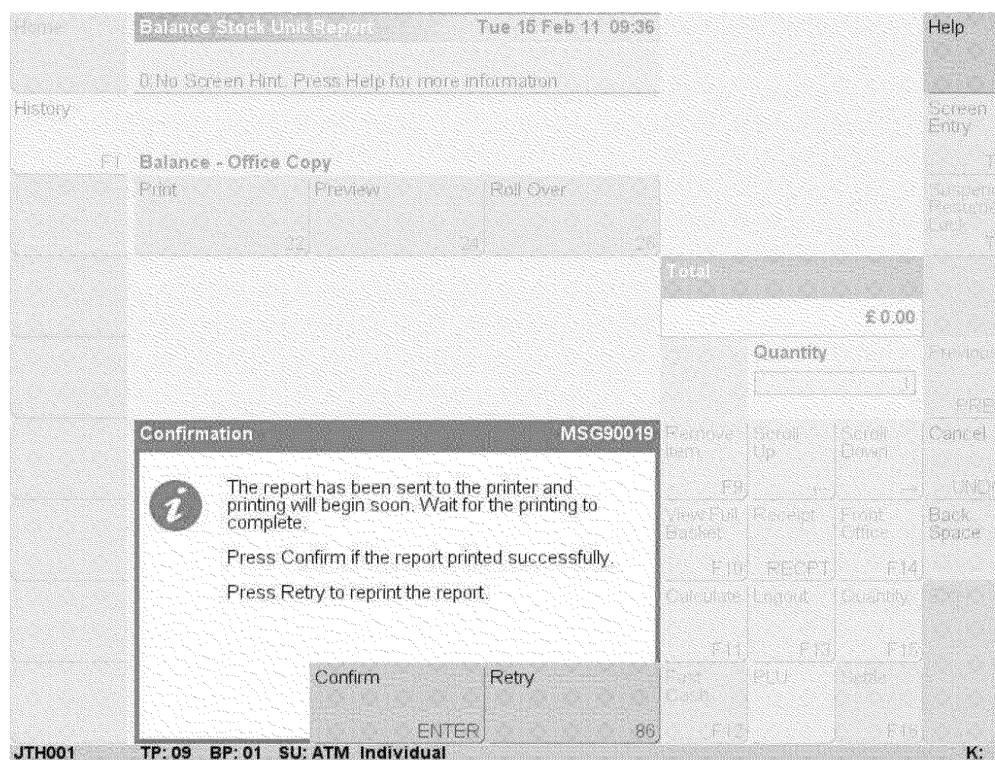 Home
Balance Stock Unit Report Tue 15 Feb 11 09:36
Help
0 No Screen Hint. Press Help for more information
History
F1
Screen
Entry
Balance - Office Copy
Print
22
Preview
24
Roll Over
26
Total
£ 0.00
Quantity
1
Previous
PRE
Confirmation MSG90019
The report has been sent to the printer and
printing will begin soon. Wait for the printing to
complete.
Press Confirm if the report printed successfully.
Press Retry to reprint the report.
Confirm
ENTER
Retry
86
Remove
Item
F9
Scroll
Up
Scroll
Down
Cancel
UNDO
View Full
Basket
F10
Receipt
RECPT
Front
Office
F14
Back
Space
Calculate
F11
Logout
F13
Quantity
F15
Fast
Cash
F12
PLU
Settle
F16
JTH001 TP: 09 BP: 01 SU: ATM Individual K: